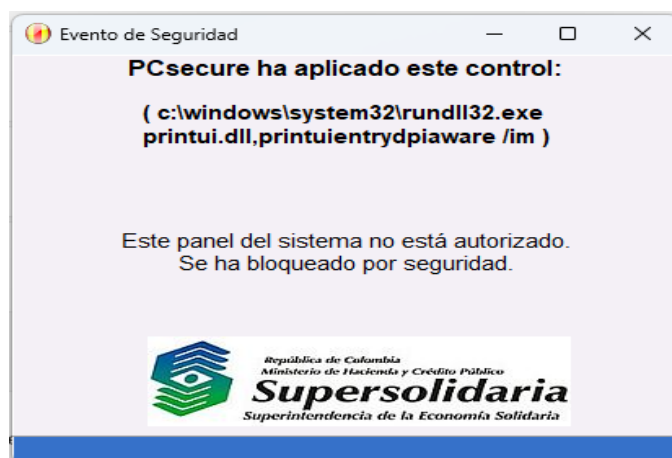 Evento de Seguridad
PCsecure ha aplicado este control:
( c:\windows\system32\rundll32.exe
printui.dll,printuientrydpiaware /im )
Este panel del sistema no está autorizado.
Se ha bloqueado por seguridad.
República de Colombia
Ministerio de Hacienda y Crédito Público
Supersolidaria
Superintendencia de la Economía Solidaria